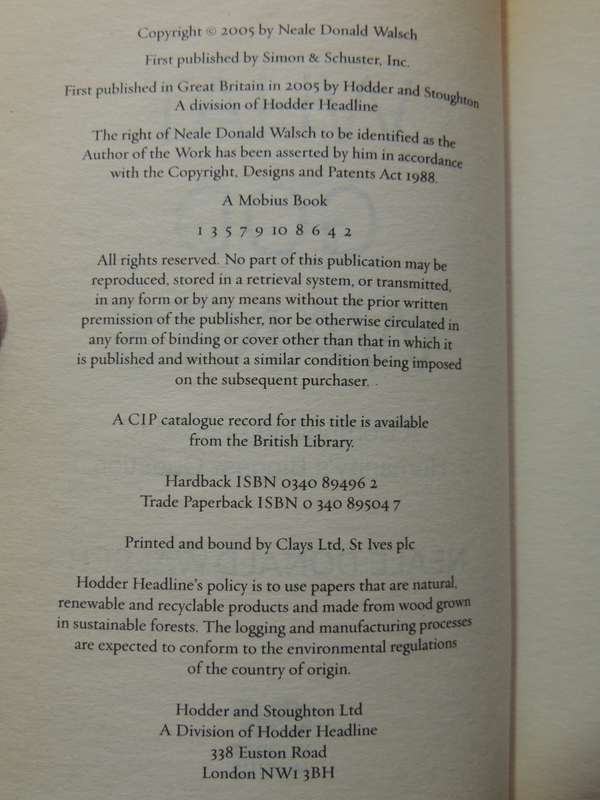 Copyright © 2005 by Neale Donald Walsch
First published by Simon & Schuster, Inc.
First published in Great Britain in 2005 by Hodder and Stoughton
A division of Hodder Headline
The right of Neale Donald Walsch to be identified as the
Author of the Work has been asserted by him in accordance
with the Copyright, Designs and Patents Act 1988.
A Mobius Book
1 3 5 7 9 10 8 6 4 2
All rights reserved. No part of this publication may be
reproduced, stored in a retrieval system, or transmitted,
in any form or by any means without the prior written
premission of the publisher, nor be otherwise circulated in
any form of binding or cover other than that in which it
is published and without a similar condition being imposed
on the subsequent purchaser.
A CIP catalogue record for this title is available
from the British Library.
Hardback ISBN 0340 89496 2
Trade Paperback ISBN 0 340 89504 7
Printed and bound by Clays Ltd, St Ives plc
Hodder Headline's policy is to use papers that are natural,
renewable and recyclable products and made from wood grown
in sustainable forests. The logging and manufacturing processes
are expected to conform to the environmental regulations
of the country of origin.
Hodder and Stoughton Ltd
A Division of Hodder Headline
338 Euston Road
London NW1 3BH